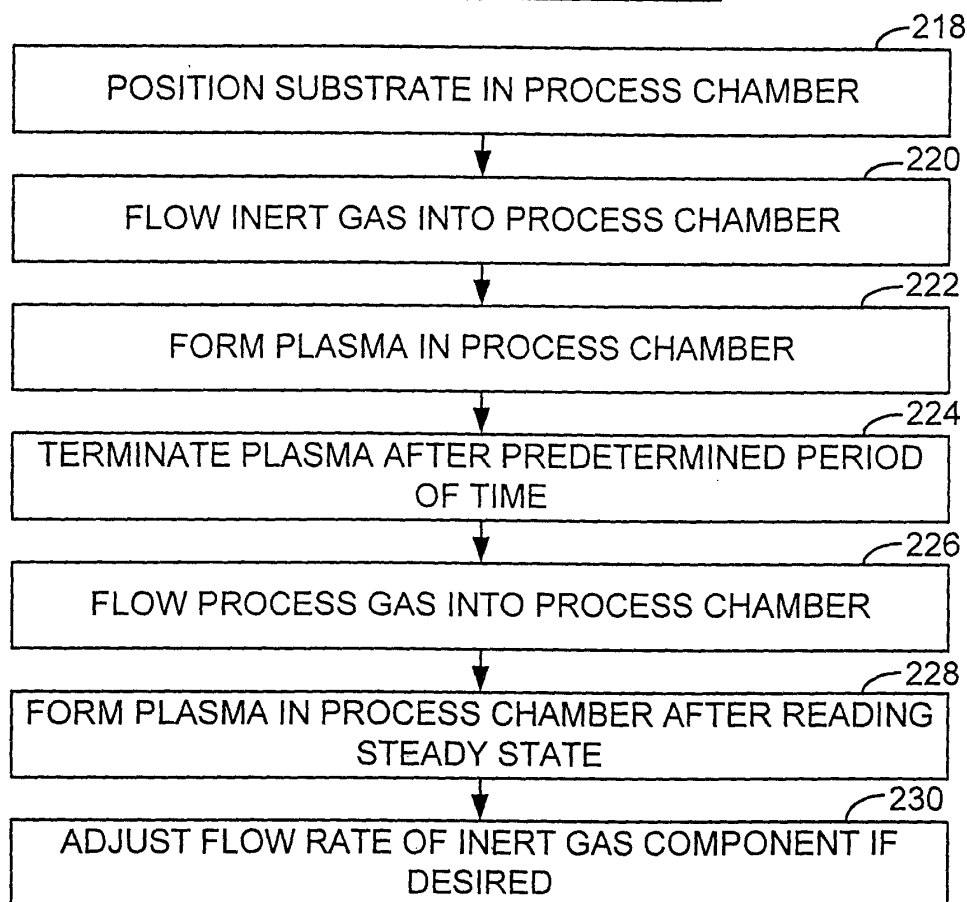 218
POSITION SUBSTRATE IN PROCESS CHAMBER
220
FLOW INERT GAS INTO PROCESS CHAMBER
222
FORM PLASMA IN PROCESS CHAMBER
224
TERMINATE PLASMA AFTER PREDETERMINED PERIOD
OF TIME
226
FLOW PROCESS GAS INTO PROCESS CHAMBER
228
FORM PLASMA IN PROCESS CHAMBER AFTER READING
STEADY STATE
230
ADJUST FLOW RATE OF INERT GAS COMPONENT IF
DESIRED